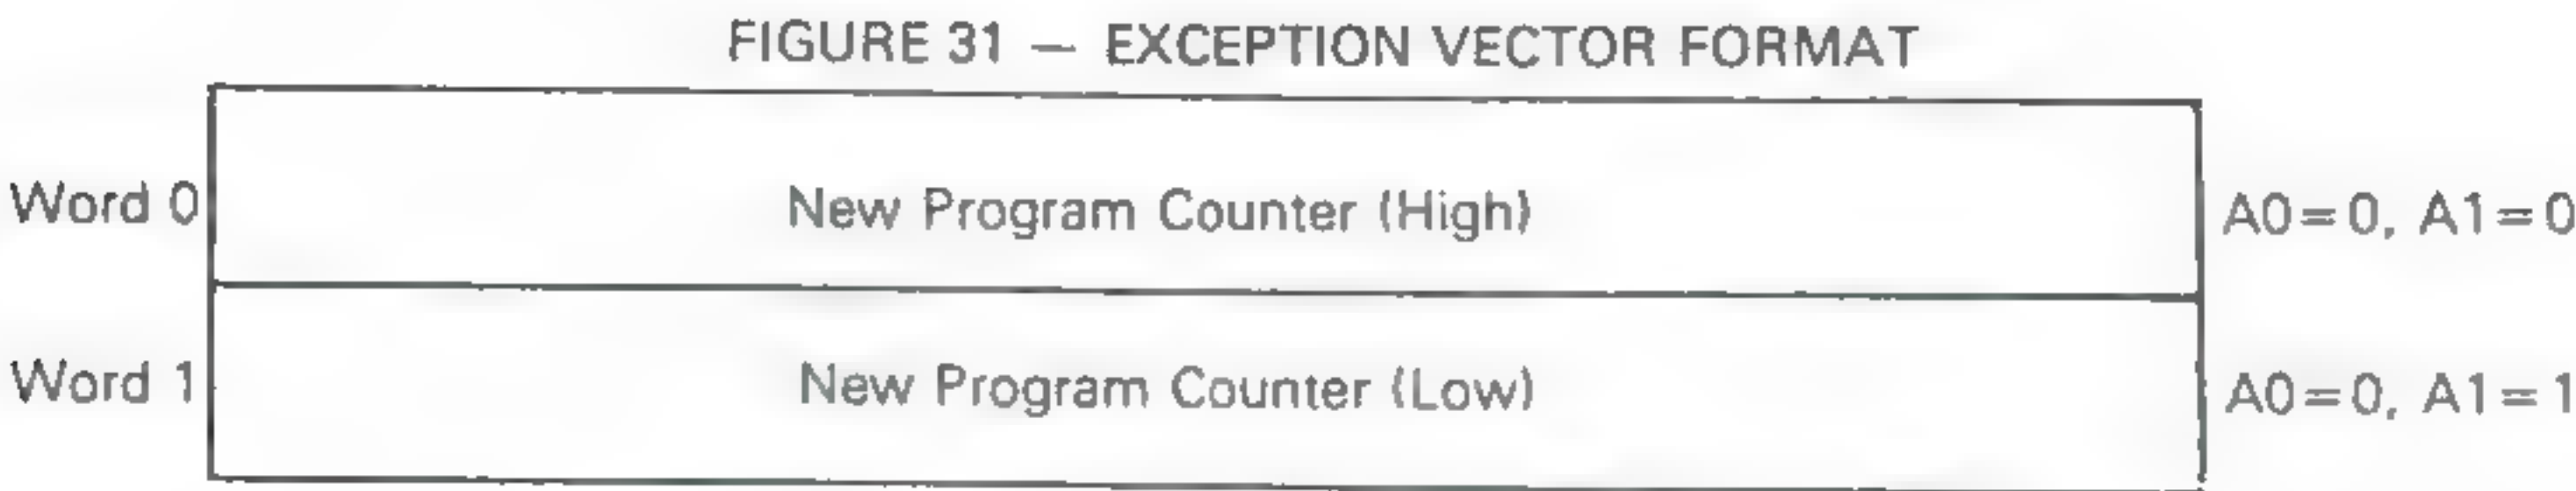 FIGURE 31 — EXCEPTION VECTOR FORMAT
Word 0 New Program Counter (High) A0=0, A1=0
Word 1 New Program Counter (Low) A0=0, A1=1